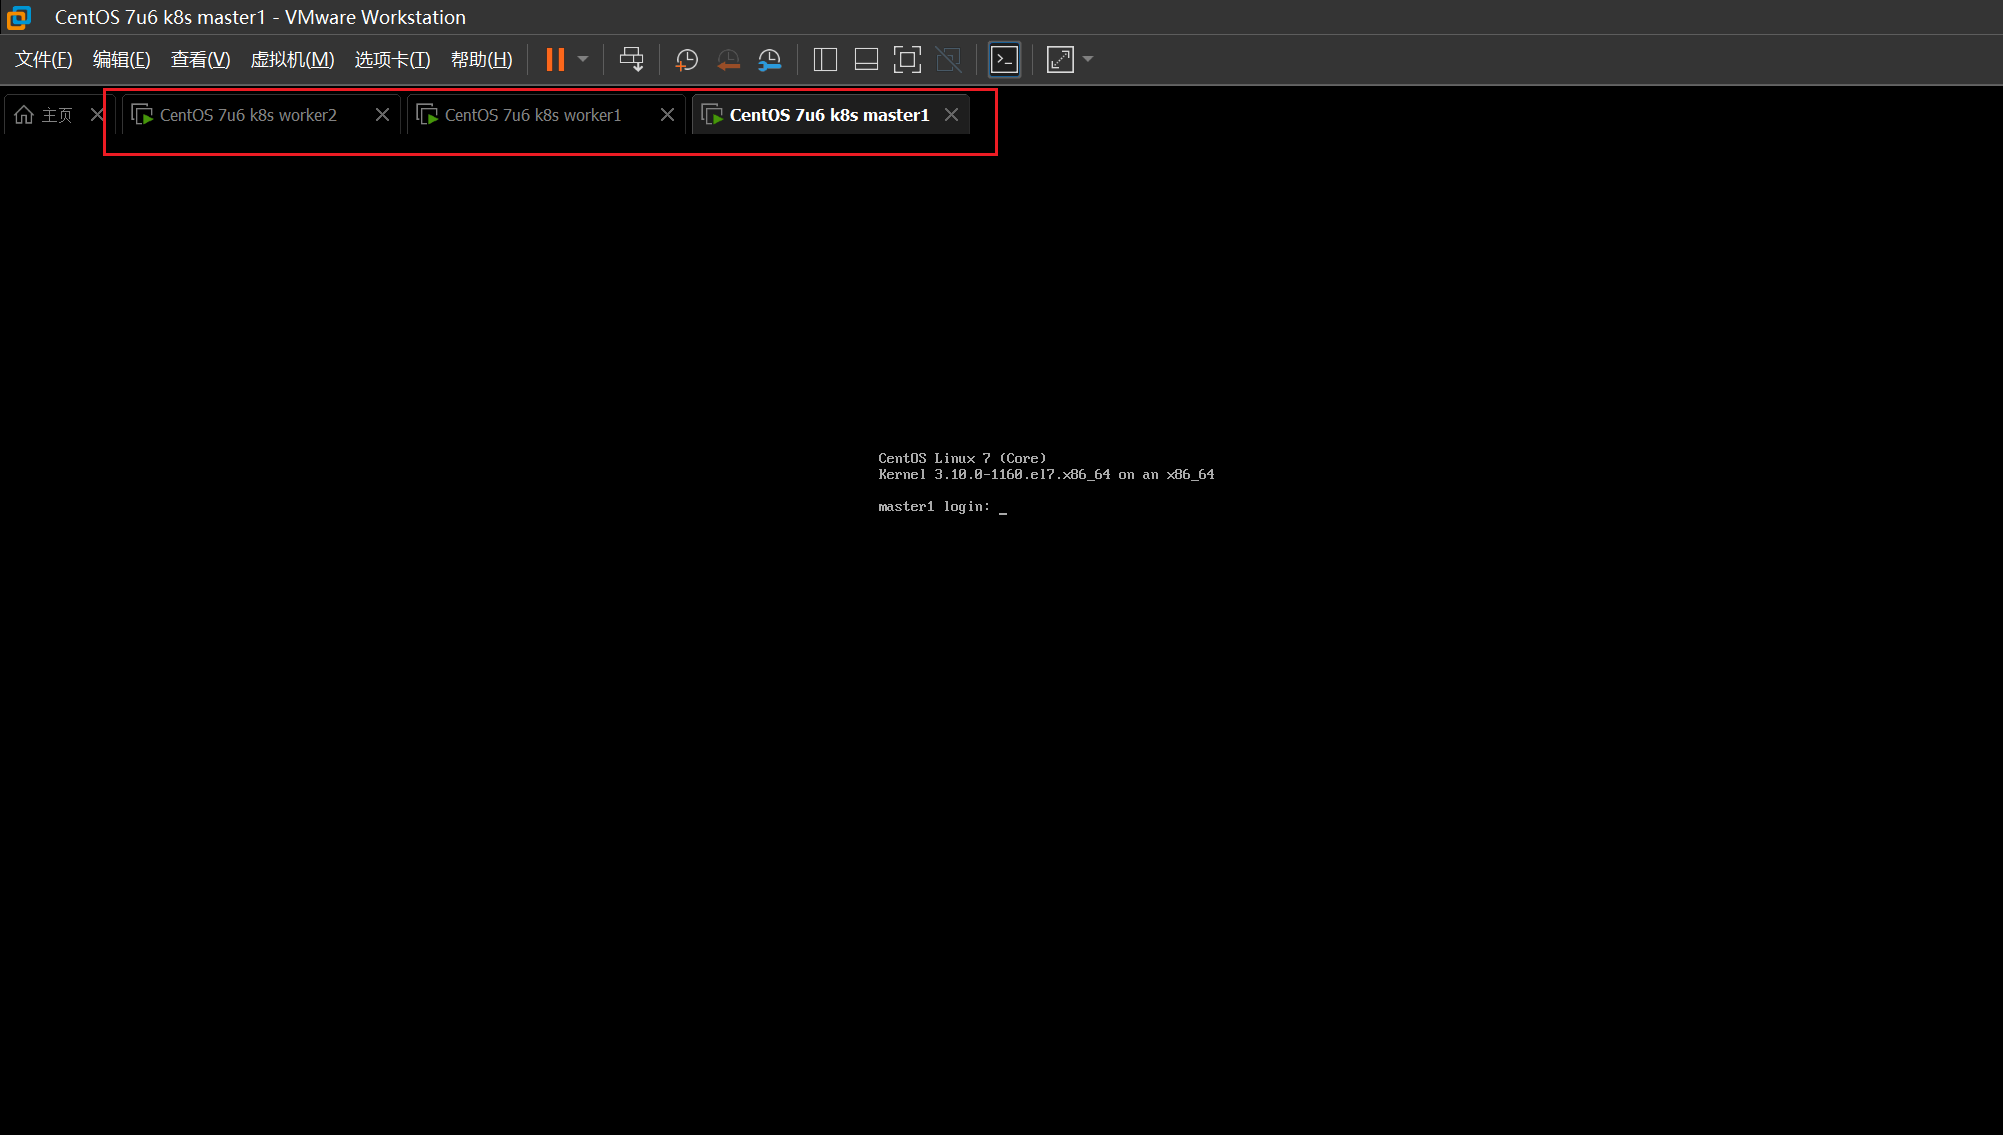 CentOS 7u6 k8s master1 - VMware Workstation
文件(F) 编辑(E) 查看(V) 虚拟机(M) 选项卡(T) 帮助(H)
主页 CentOS 7u6 k8s worker2 CentOS 7u6 k8s worker1 CentOS 7u6 k8s master1
CentOS Linux 7 (Core)
Kernel 3.10.0-1160.el7.x86_64 on an x86_64
master1 login: _